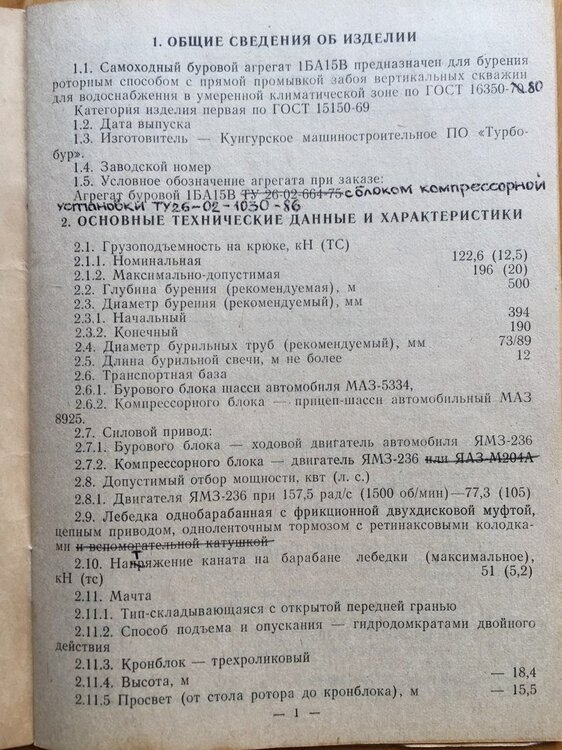 1. ОБЩИЕ СВЕДЕНИЯ ОБ ИЗДЕЛИИ
1.1. Самоходный буровой агрегат 1БА15В предназначен для бурения
роторным способом с прямой промывкой забоя вертикальных скважин
для водоснабжения в умеренной климатической зоне по ГОСТ 16350-70 80
Категория изделия первая по ГОСТ 15150-69
1.2. Дата выпуска
1.3. Изготовитель — Кунгурское машиностроительное ПО «Турбо-
бур».
1.4. Заводской номер
1.5. Условное обозначение агрегата при заказе:
Агрегат буровой 1БА15В ТУ 26-02-664-75 с блоком компрессорной
установки ТУ26-02-1030-86
2. ОСНОВНЫЕ ТЕХНИЧЕСКИЕ ДАННЫЕ И ХАРАКТЕРИСТИКИ
2.1. Грузоподъемность на крюке, кН (ТС)
2.1.1. Номинальная 122,6 (12,5)
2.1.2. Максимально-допустимая 196 (20)
2.2. Глубина бурения (рекомендуемая), м 500
2.3. Диаметр бурения (рекомендуемый), мм
2.3.1. Начальный 394
2.3.2. Конечный 190
2.4. Диаметр бурильных труб (рекомендуемый), мм 73/89
2.5. Длина бурильной свечи, м не более 12
2.6. Транспортная база
2.6.1. Бурового блока шасси автомобиля МАЗ-5334,
2.6.2. Компрессорного блока — прицеп-шасси автомобильный МАЗ
8925.
2.7. Силовой привод:
2.7.1. Бурового блока — ходовой двигатель автомобиля ЯМЗ-236
2.7.2. Компрессорного блока — двигатель ЯМЗ-236 или ЯАЗ-М204А
2.8. Допустимый отбор мощности, квт (л. с.)
2.8.1. Двигателя ЯМЗ-236 при 157,5 рад/с (1500 об/мин)—77,3 (105)
2.9. Лебедка однобарабанная с фрикционной двухдисковой муфтой,
цепным приводом, одноленточным тормозом с ретинаксовыми колодка-
ми и вспомогательной катушкой
2.10. Натяжение каната на барабане лебедки (максимальное),
кН (тс) 51 (5,2)
2.11. Мачта
2.11.1. Тип-складывающаяся с открытой передней гранью
2.11.2. Способ подъема и опускания — гидродомкратами двойного
действия
2.11.3. Кронблок — трехроликовый
2.11.4. Высота, м — 18,4
2.11.5 Просвет (от стола ротора до кронблока), м — 15,5
— 1 —